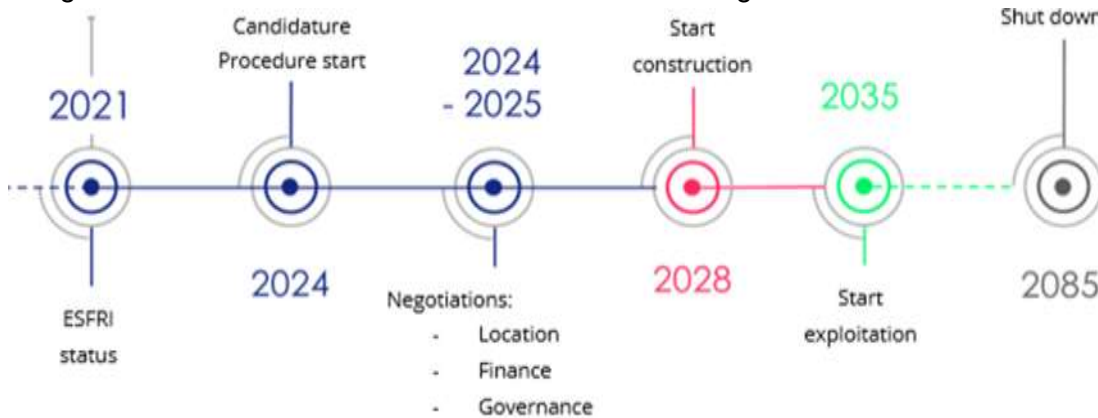 2021
ESFRI
status
Candidature
Procedure start
2024
2024
- 2025
Negotiations:
- Location
- Finance
- Governance
Start
construction
2028
2035
Start
exploitation
Shut down
2085